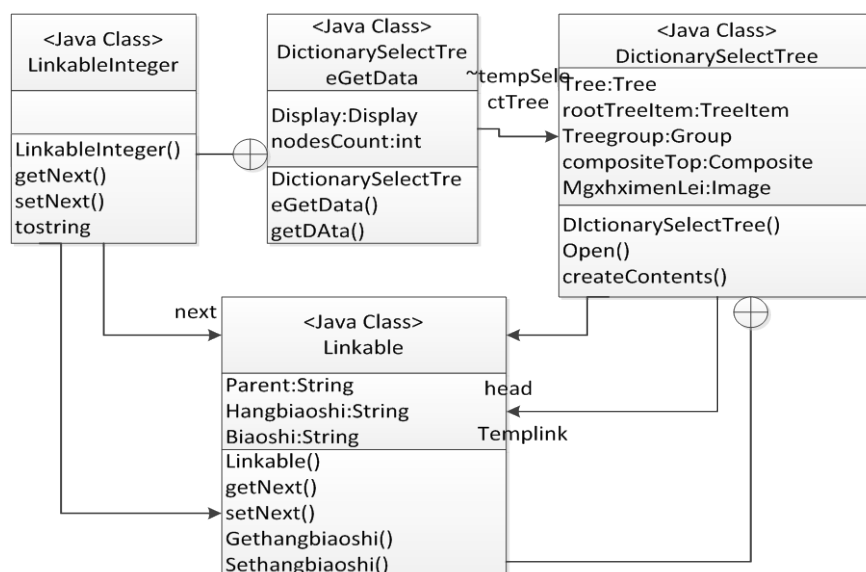 <Java Class>
LinkableInteger
LinkableInteger()
getNext()
setNext()
tostring
<Java Class>
DictionarySelectTre
eGetData
Display:Display
nodesCount:int
DictionarySelectTre
eGetData()
getDAta()
~tempSele
ctTree
<Java Class>
DictionarySelectTree
Tree:Tree
rootTreeItem:TreeItem
Treegroup:Group
compositeTop:Composite
MgxhximenLei:Image
DIctionarySelectTree()
Open()
createContents()
next
<Java Class>
Linkable
Parent:String
Hangbiaoshi:String
Biaoshi:String
Linkable()
getNext()
setNext()
Gethangbiaoshi()
Sethangbiaoshi()
head
Templink